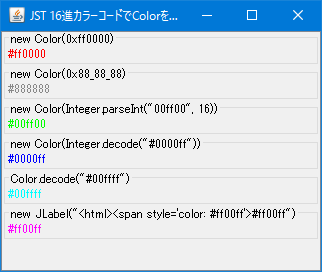 JST 16進カラーコードでColorを...
new Color(0xff0000)
#ff0000
new Color(0x88_88_88)
#888888
new Color(Integer.parseInt("00ff00", 16))
#00ff00
new Color(Integer.decode("#0000ff"))
#0000ff
Color.decode("#00ffff")
#00ffff
new JLabel("<html><span style='color: #ff00ff'>#ff00ff")
#ff00ff